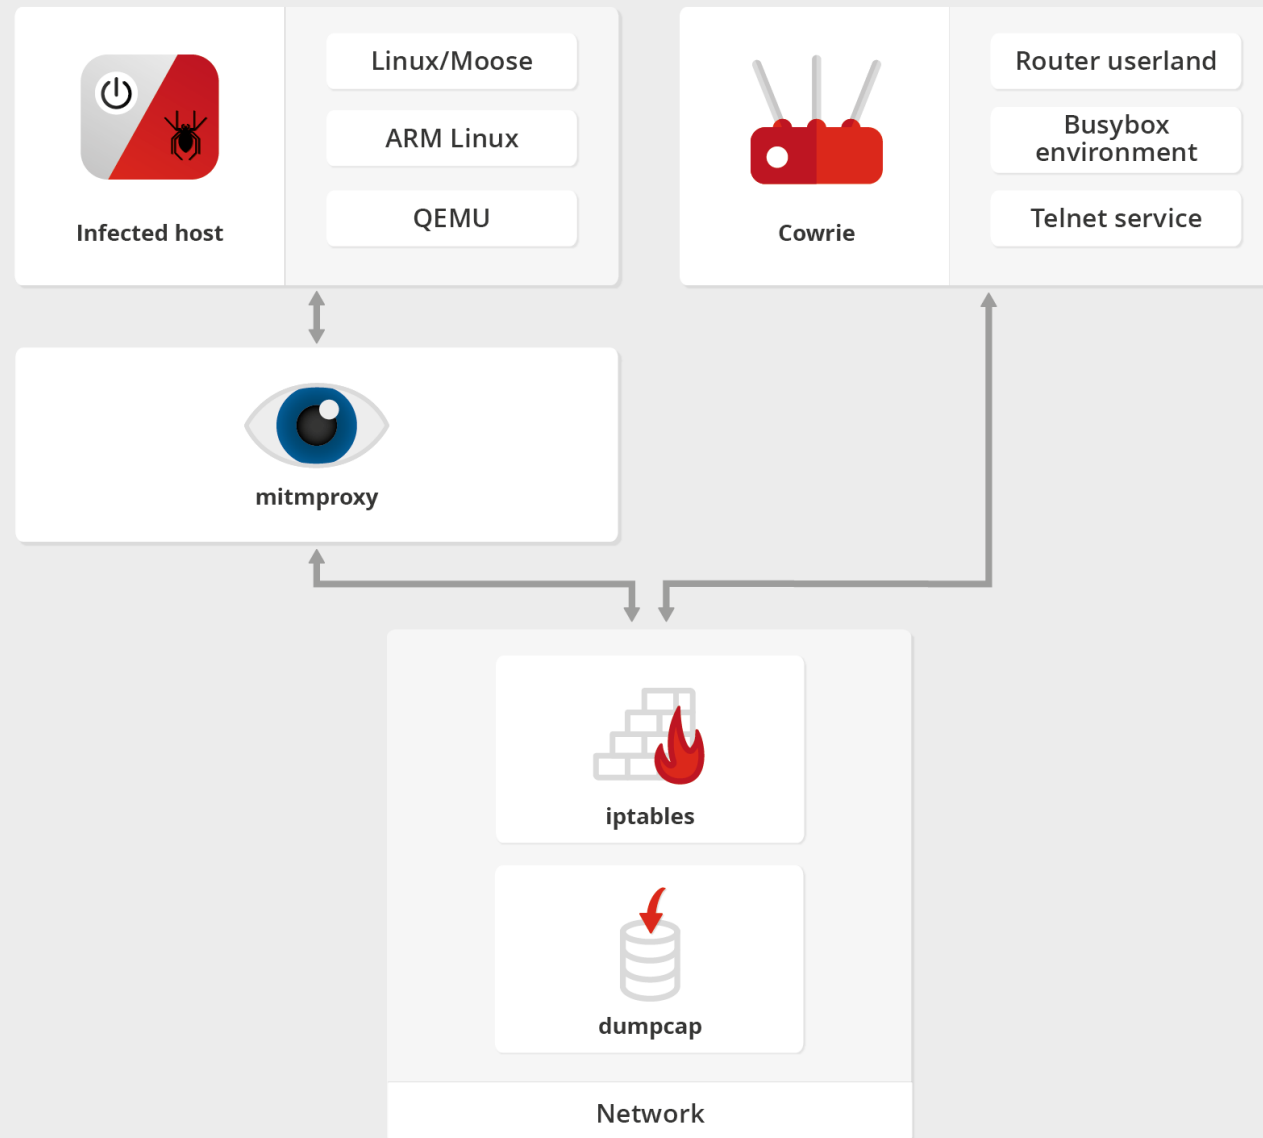 Linux/Moose
ARM Linux
QEMU
Infected host
Router userland
Busybox
environment
Telnet service
Cowrie
mitmproxy
iptables
dumpcap
Network